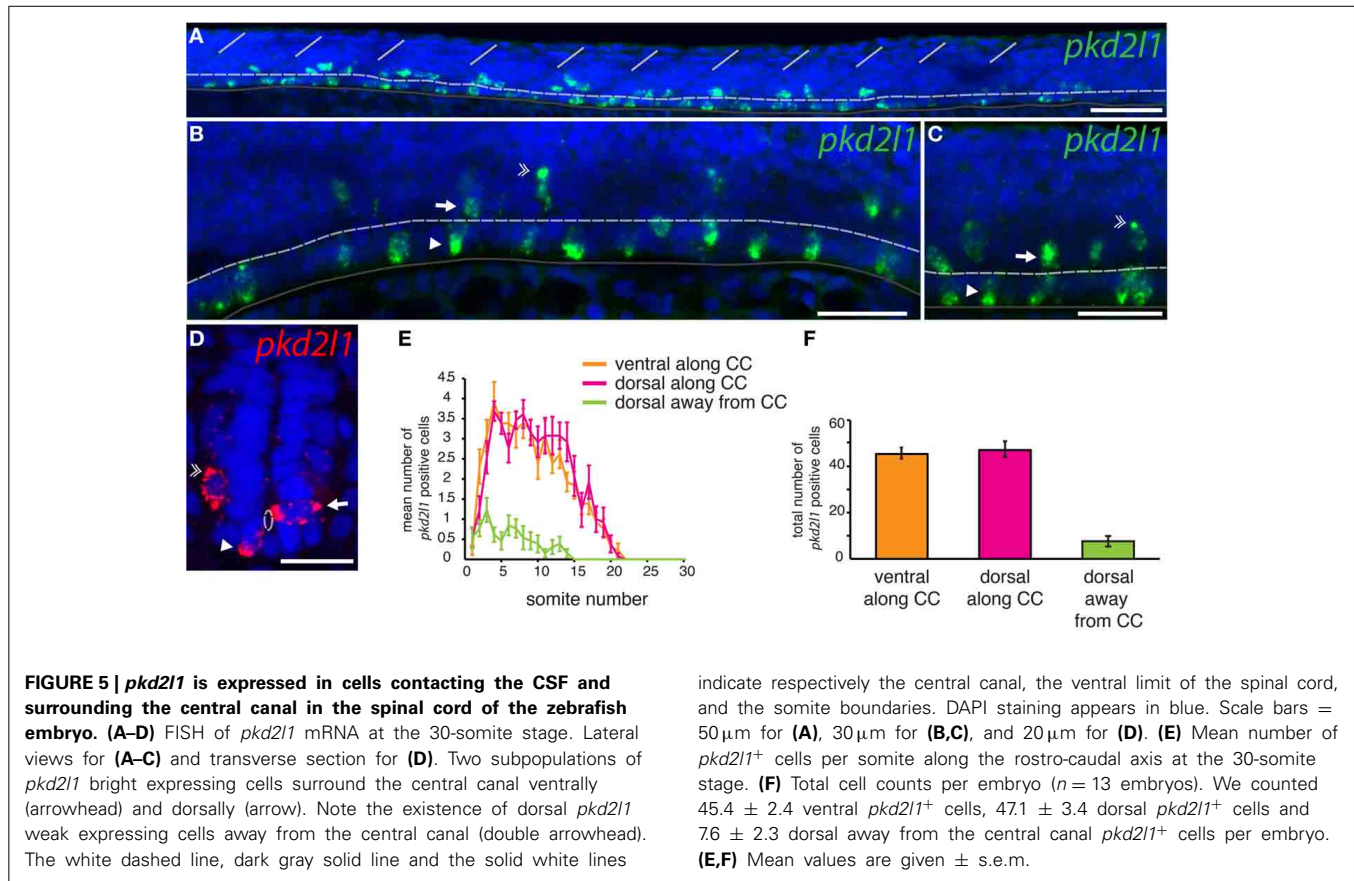 A
pkd2l1
B
pkd2l1
C
pkd2l1
D
pkd2l1
E
ventral along CC
dorsal along CC
dorsal away from CC
mean number of
pkd2l1 positive cells
4.5
4
3.5
3
2.5
2
1.5
1
0.5
0
0 5 10 15 20 25 30
somite number
F
total number of
pkd2l1 positive cells
60
40
20
0
ventral
along CC
dorsal
along CC
dorsal
away
from CC
FIGURE 5 | pkd2l1 is expressed in cells contacting the CSF and
surrounding the central canal in the spinal cord of the zebrafish
embryo. (A–D) FISH of pkd2l1 mRNA at the 30-somite stage. Lateral
views for (A–C) and transverse section for (D). Two subpopulations of
pkd2l1 bright expressing cells surround the central canal ventrally
(arrowhead) and dorsally (arrow). Note the existence of dorsal pkd2l1
weak expressing cells away from the central canal (double arrowhead).
The white dashed line, dark gray solid line and the solid white lines
indicate respectively the central canal, the ventral limit of the spinal cord,
and the somite boundaries. DAPI staining appears in blue. Scale bars =
50 μm for (A), 30 μm for (B,C), and 20 μm for (D). (E) Mean number of
pkd2l1+ cells per somite along the rostro-caudal axis at the 30-somite
stage. (F) Total cell counts per embryo (n = 13 embryos). We counted
45.4 ± 2.4 ventral pkd2l1+ cells, 47.1 ± 3.4 dorsal pkd2l1+ cells and
7.6 ± 2.3 dorsal away from the central canal pkd2l1+ cells per embryo.
(E,F) Mean values are given ± s.e.m.